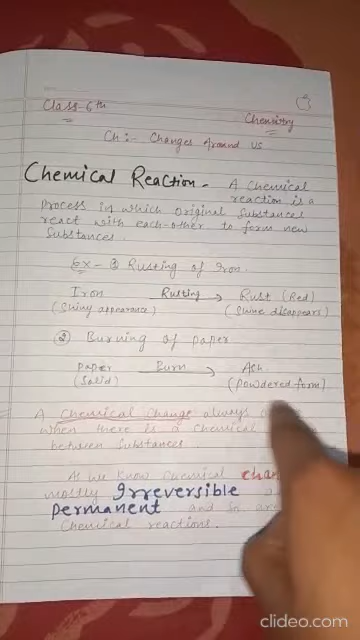 Class-6th
Chemistry
Ch:- Changes Around us
Chemical Reaction - A chemical
reaction is a
process in which original substances
react with each-other to form new
substances.
Ex- ① Rusting of Iron.
Iron Rusting → Rust (Red)
(Shiny appearance) (Shine disappears)
② Burning of paper
paper Burn → Ash
(Solid) (powdered form)
A Chemical Change always
when there is a chemical
between substances.
As we know chemical
mostly Irreversible
permanent and so are
Chemical reactions.
clideo.com